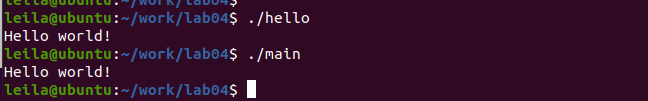 leila@ubuntu:~/work/lab04$ ./hello
Hello world!
leila@ubuntu:~/work/lab04$ ./main
Hello world!
leila@ubuntu:~/work/lab04$